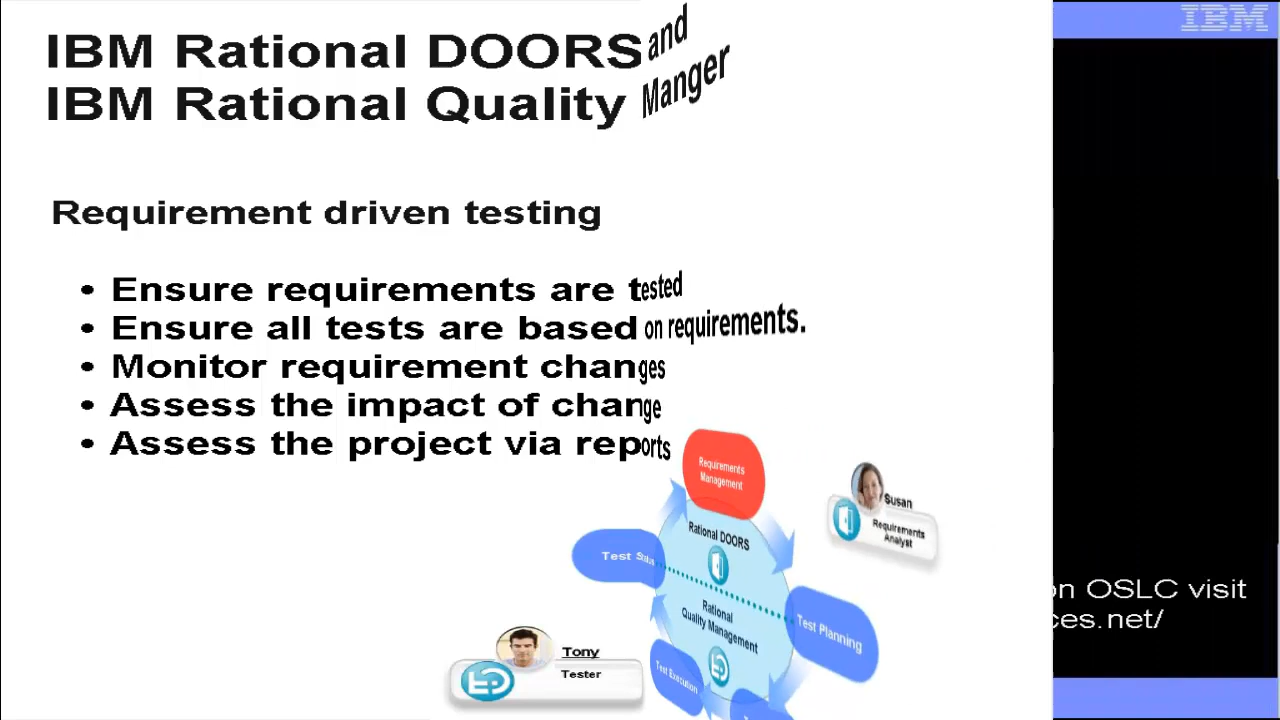 IBM
IBM Rational DOORS and
IBM Rational Quality Manger
Requirement driven testing
• Ensure requirements are tested
• Ensure all tests are based on requirements.
• Monitor requirement changes
• Assess the impact of change
• Assess the project via reports
Requirements
Management
Susan
Requirements
Analyst
Rational DOORS
Test Status
on OSLC visit
ces.net/
Rational
Quality Management
Test Planning
Tony
Tester
Test Execution